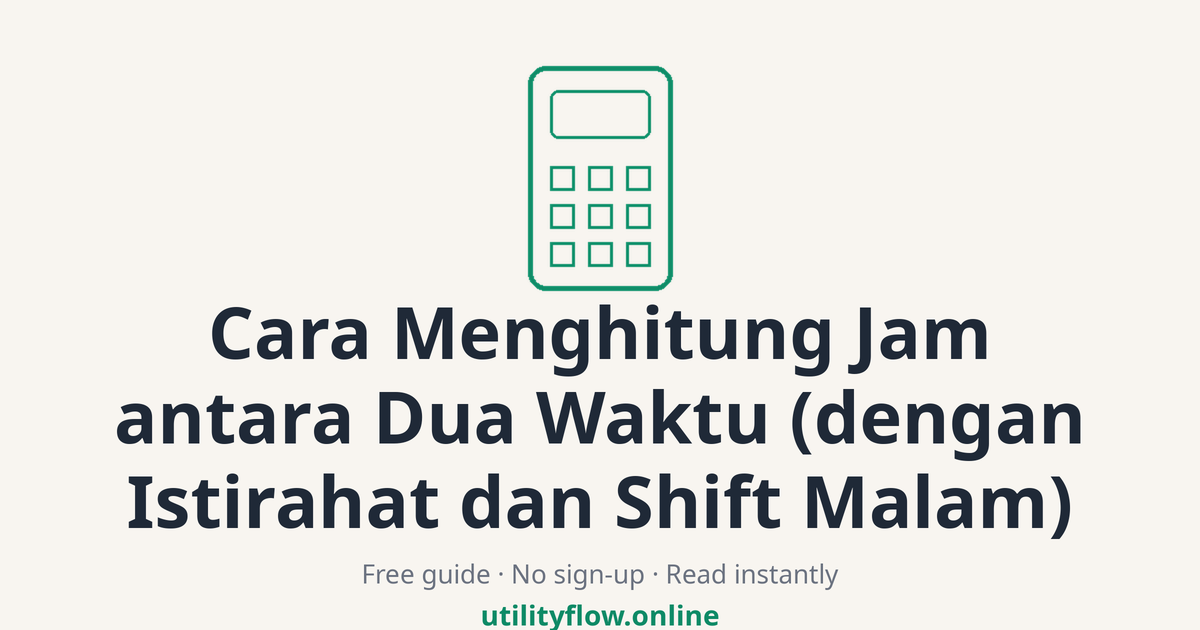 Cara Menghitung Jam
antara Dua Waktu (dengan
Istirahat dan Shift Malam)
Free guide · No sign-up · Read instantly
utilityflow.online